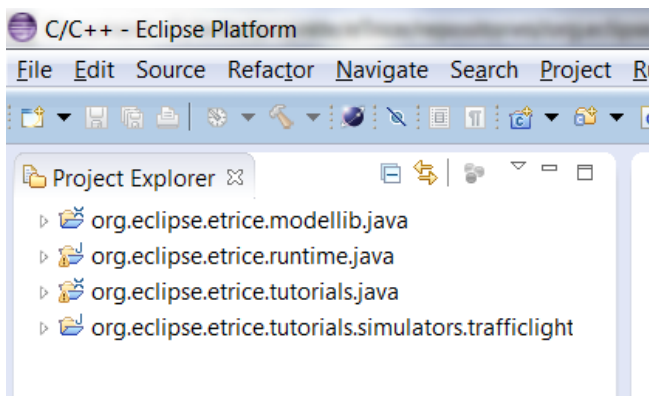 C/C++ - Eclipse Platform
File Edit Source Refactor Navigate Search Project
Project Explorer
org.eclipse.etrice.modellib.java
org.eclipse.etrice.runtime.java
org.eclipse.etrice.tutorials.java
org.eclipse.etrice.tutorials.simulators.trafficlight